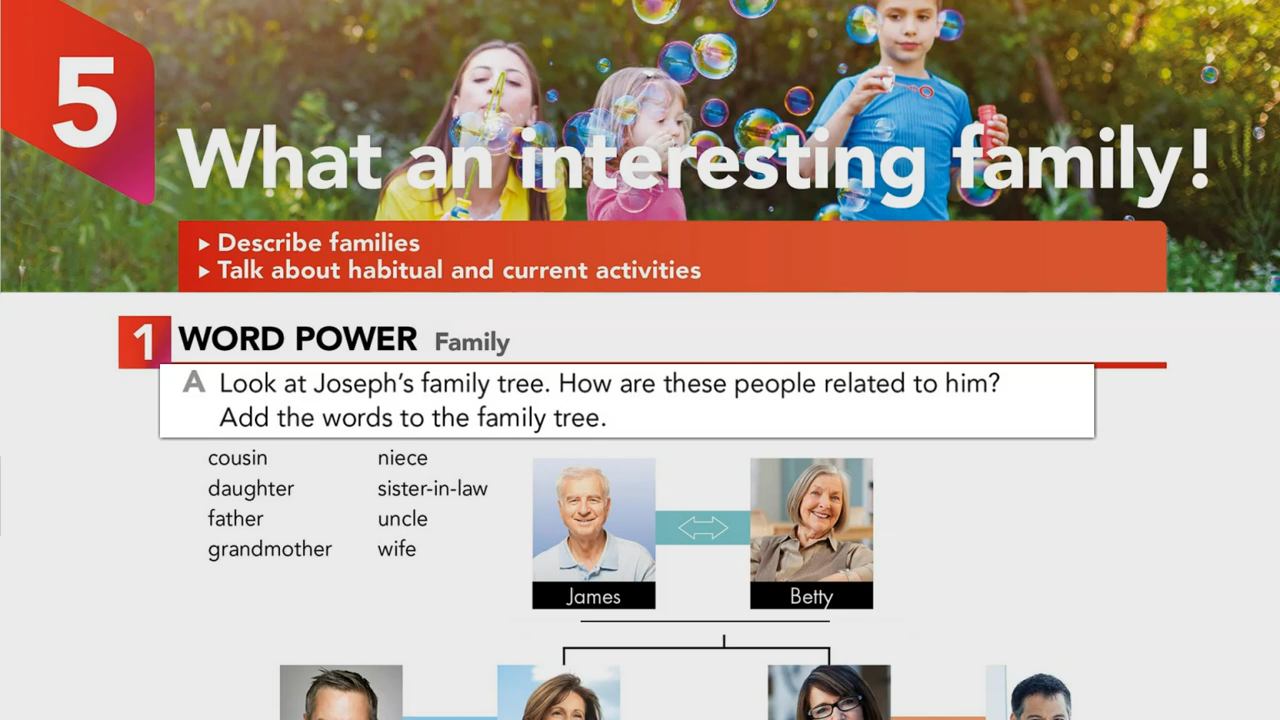 5
What an interesting family!
▸ Describe families
▸ Talk about habitual and current activities
1 WORD POWER Family
A Look at Joseph's family tree. How are these people related to him?
Add the words to the family tree.
cousin niece
daughter sister-in-law
father uncle
grandmother wife
James Betty